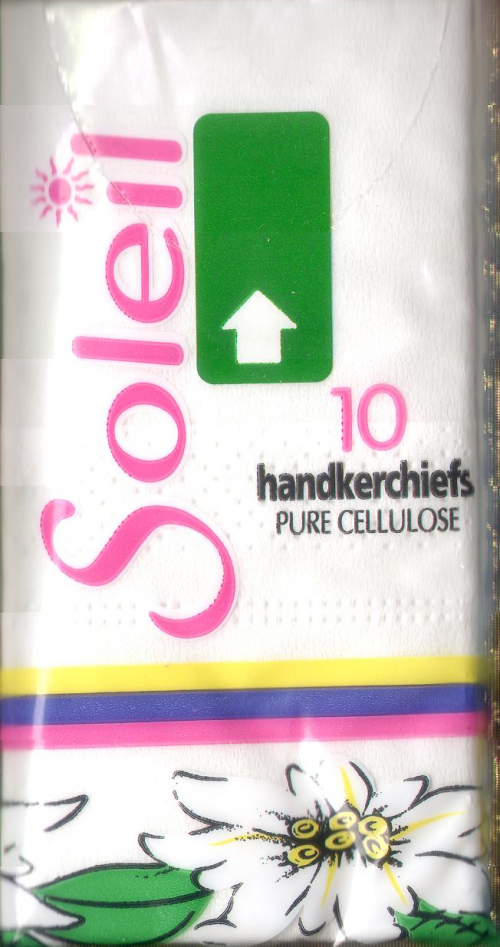 Soleil
10
handkerchiefs
PURE CELLULOSE